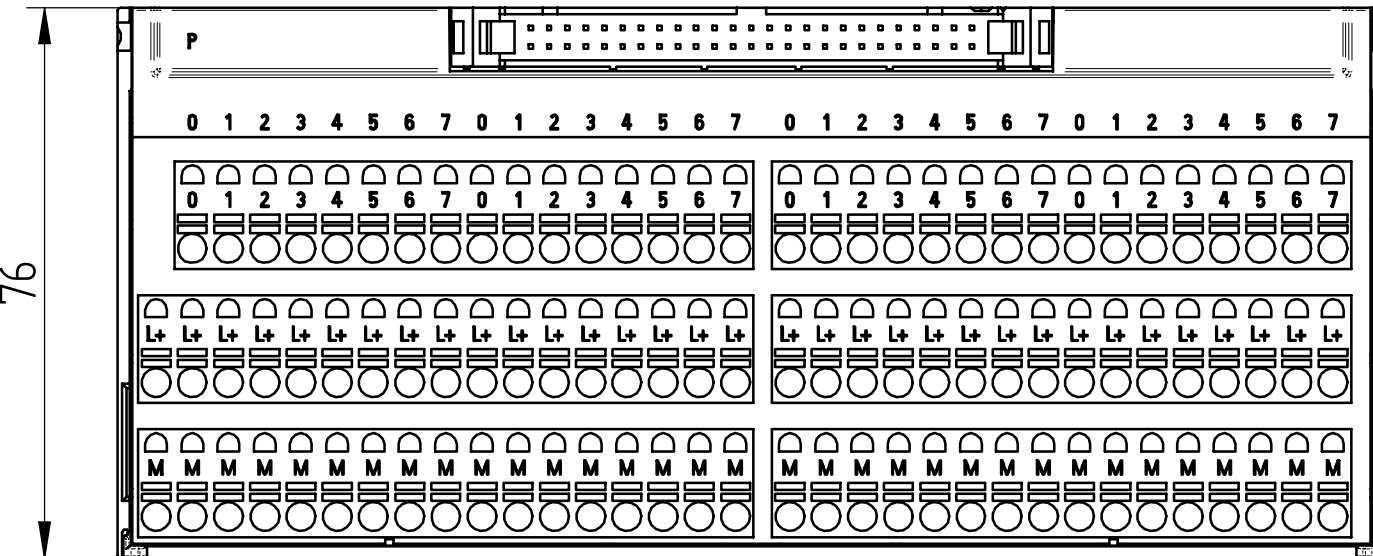 P
0 1 2 3 4 5 6 7 0 1 2 3 4 5 6 7 0 1 2 3 4 5 6 7 0 1 2 3 4 5 6 7
0 1 2 3 4 5 6 7 0 1 2 3 4 5 6 7 0 1 2 3 4 5 6 7 0 1 2 3 4 5 6 7
76
L+ L+ L+ L+ L+ L+ L+ L+ L+ L+ L+ L+ L+ L+ L+ L+ L+ L+ L+ L+ L+ L+ L+ L+ L+ L+ L+ L+ L+ L+ L+ L+ L+
M M M M M M M M M M M M M M M M M M M M M M M M M M M M M M M M M